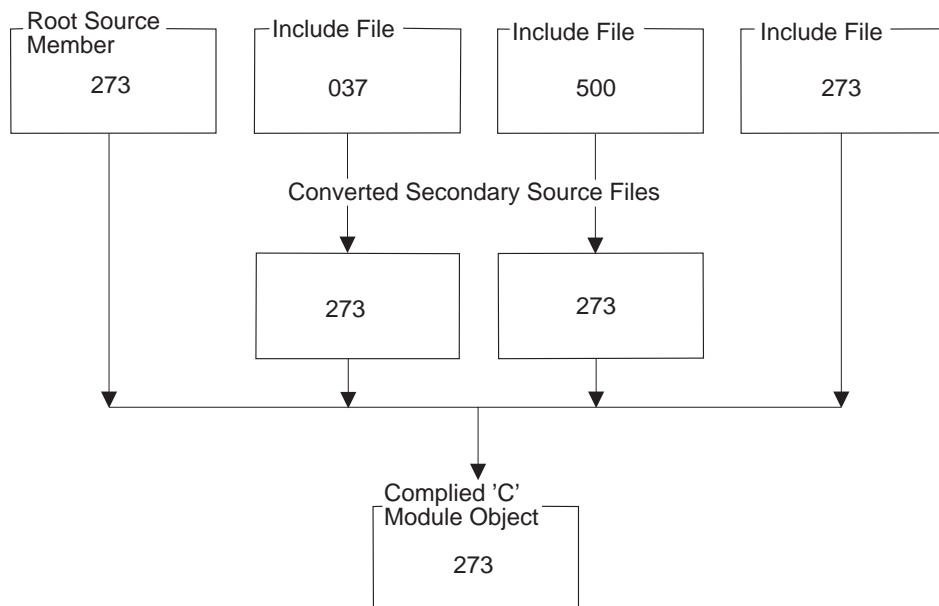 Root Source
Member
273
Include File
037
Include File
500
Include File
273
Converted Secondary Source Files
273
273
Complied ’C’
Module Object
273